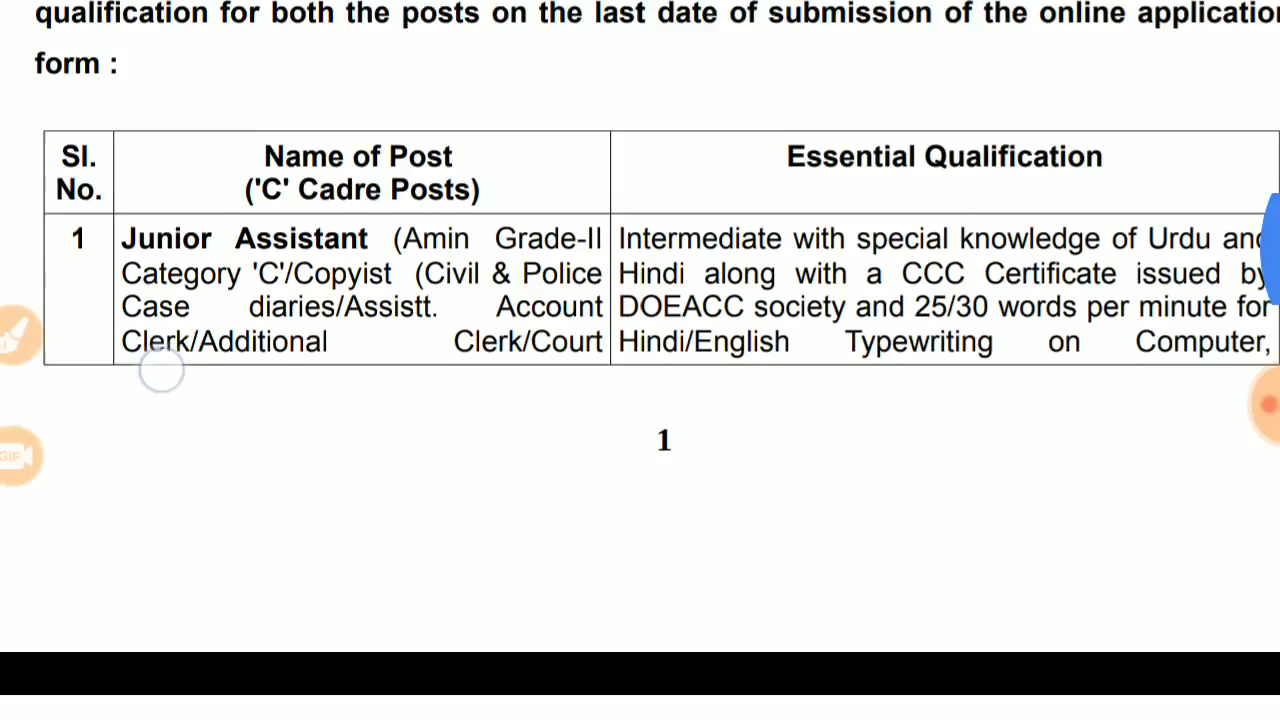 qualification for both the posts on the last date of submission of the online application
form :
Sl.
No.
Name of Post
('C' Cadre Posts)
Essential Qualification
1
Junior Assistant (Amin Grade-II
Category 'C'/Copyist (Civil & Police
Case diaries/Assistt. Account
Clerk/Additional Clerk/Court
Intermediate with special knowledge of Urdu and
Hindi along with a CCC Certificate issued by
DOEACC society and 25/30 words per minute for
Hindi/English Typewriting on Computer,
1
GIF